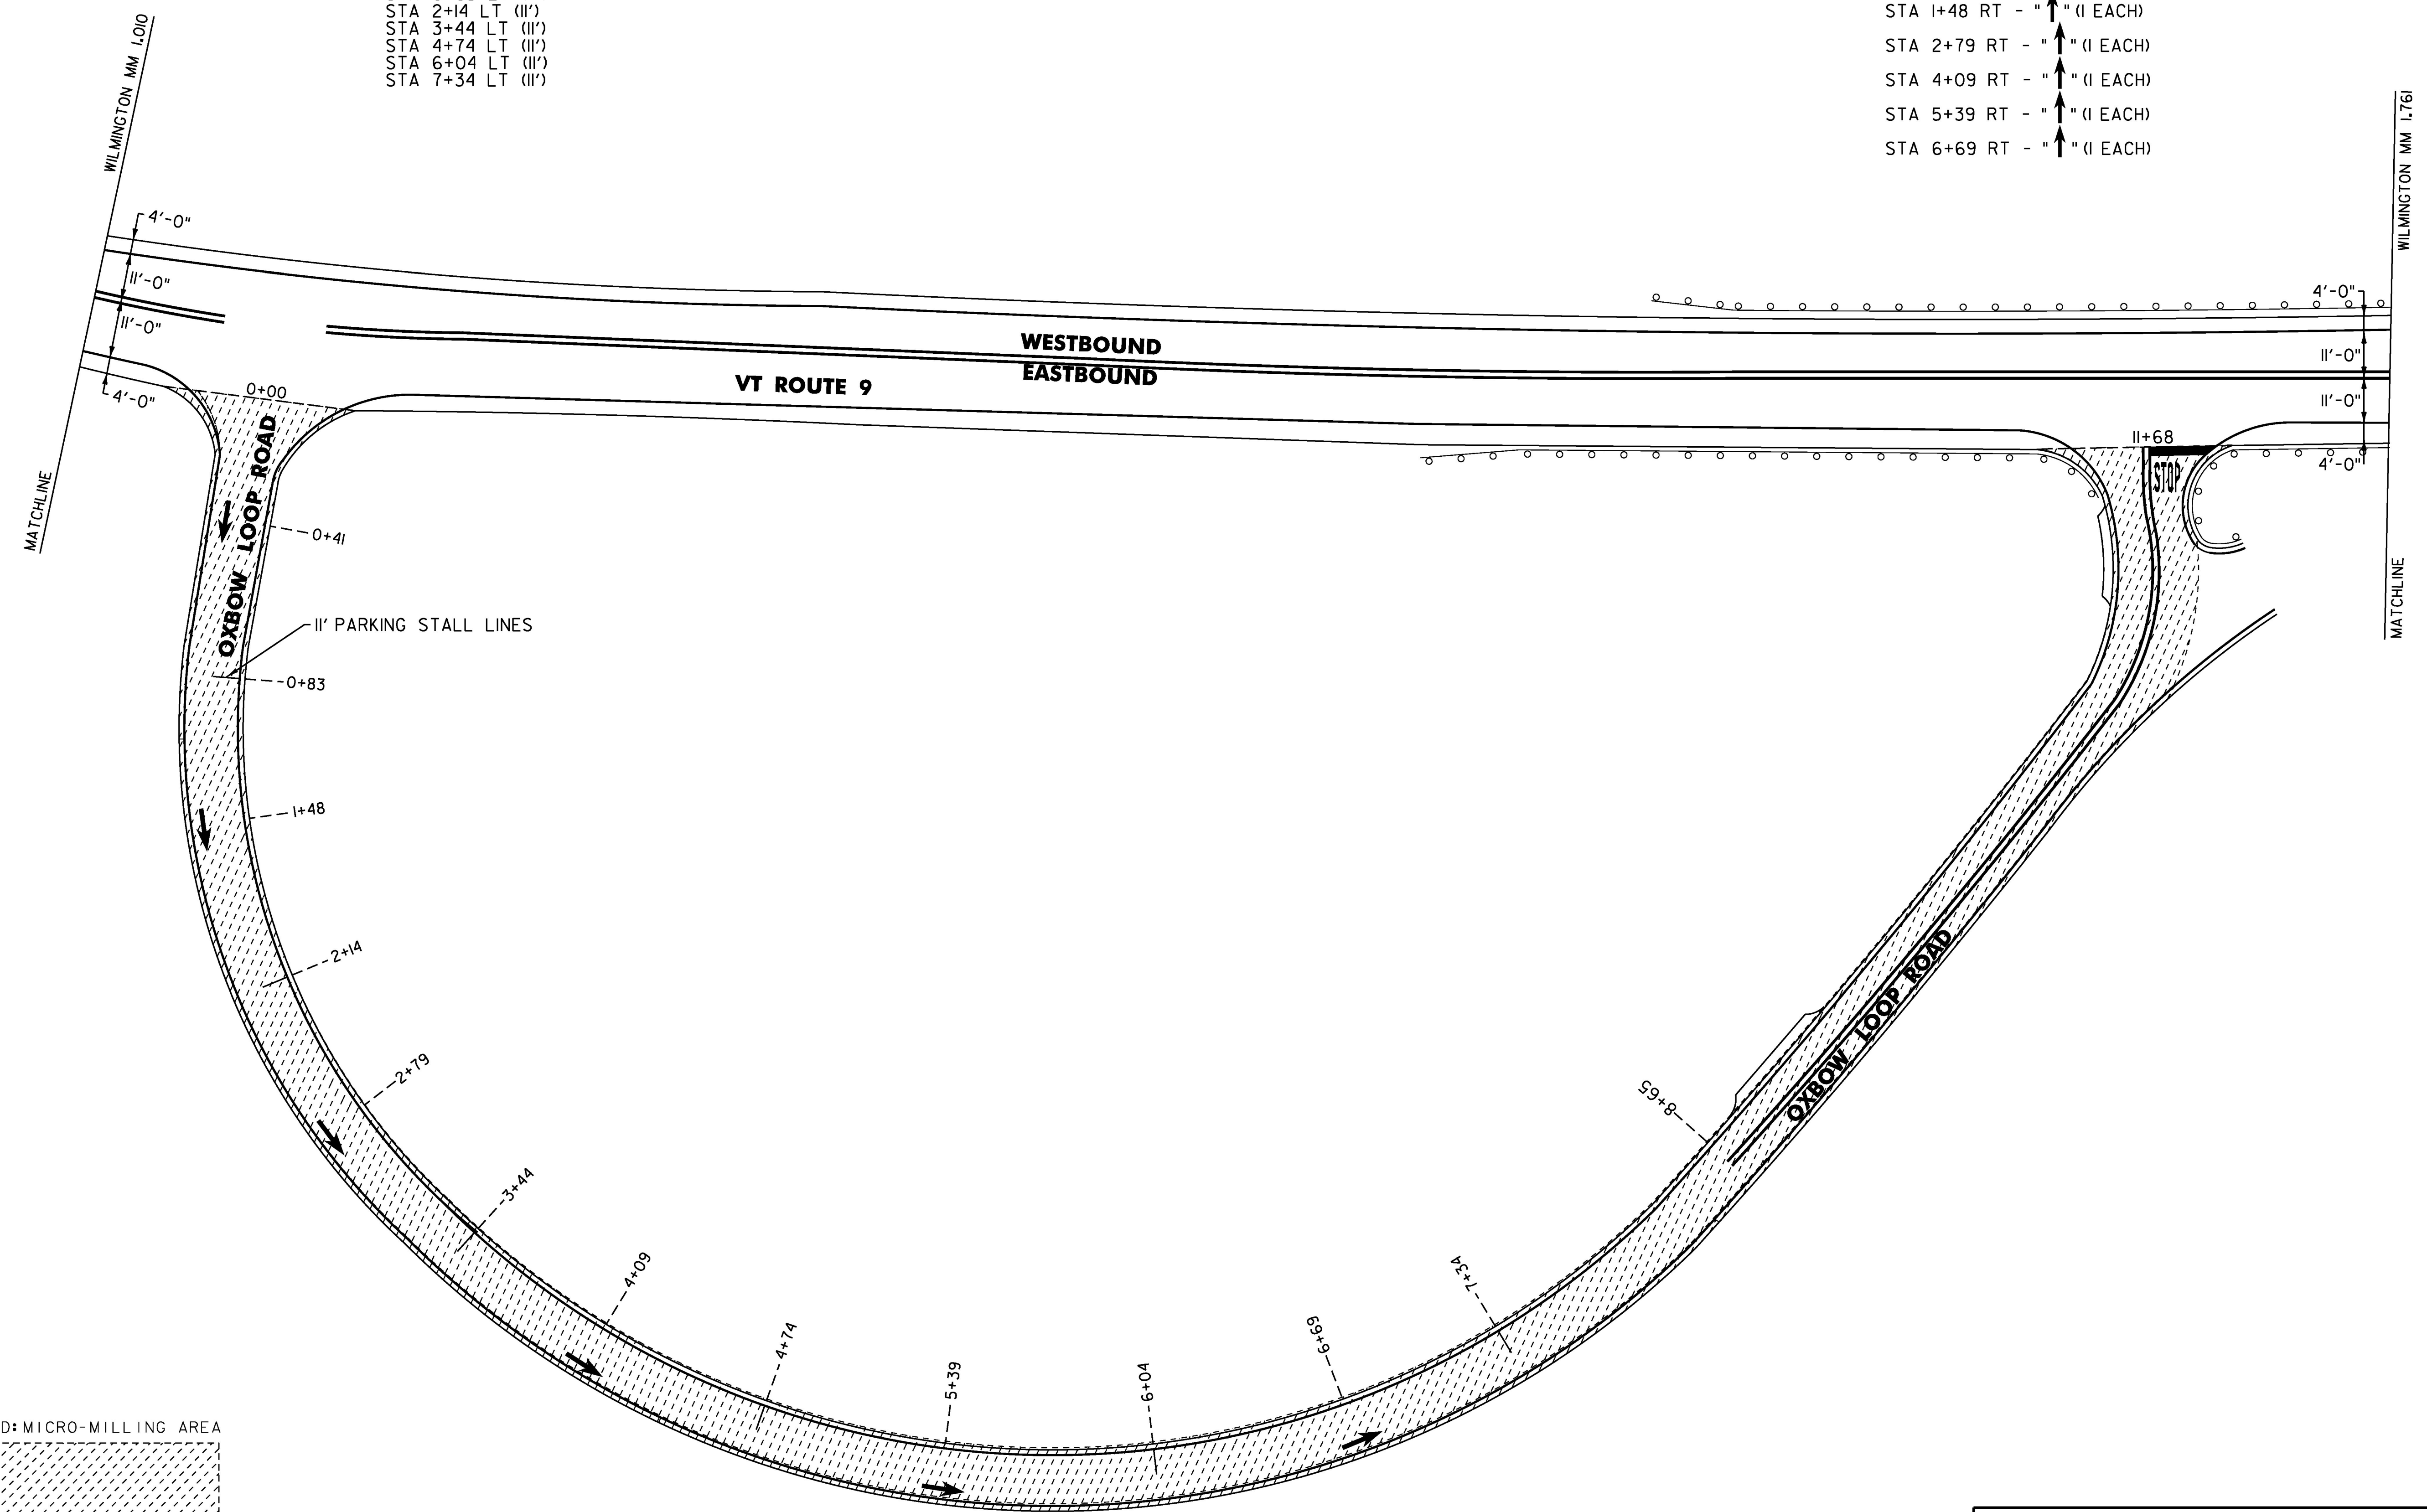 STA 2+14 LT (11')
STA 3+44 LT (11')
STA 4+74 LT (11')
STA 6+04 LT (11')
STA 7+34 LT (11')
STA 1+48 RT - "↑" (1 EACH)
STA 2+79 RT - "↑" (1 EACH)
STA 4+09 RT - "↑" (1 EACH)
STA 5+39 RT - "↑" (1 EACH)
STA 6+69 RT - "↑" (1 EACH)
WILMINGTON MM 1.010
WILMINGTON MM 1.761
4'-0"
11'-0"
11'-0"
4'-0"
4'-0"
11'-0"
11'-0"
4'-0"
WESTBOUND
EASTBOUND
VT ROUTE 9
0+00
11+68
STOP
MATCHLINE
MATCHLINE
OXBOW LOOP ROAD
0+41
11' PARKING STALL LINES
0+83
1+48
2+14
2+79
3+44
4+09
4+74
5+39
6+04
6+69
7+34
8+65
OXBOW LOOP ROAD
D: MICRO-MILLING AREA